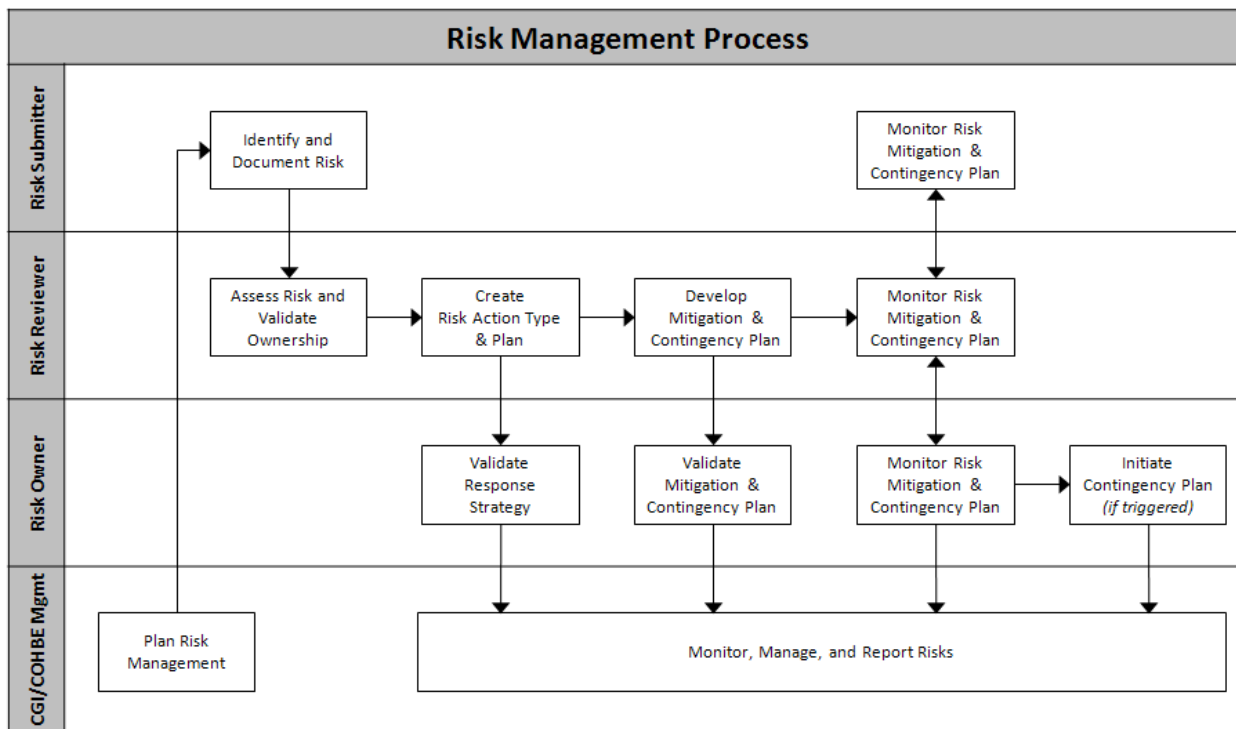 Risk Management Process
Risk Submitter
Identify and
Document Risk
Monitor Risk
Mitigation &
Contingency Plan
Risk Reviewer
Assess Risk and
Validate
Ownership
Create
Risk Action Type
& Plan
Develop
Mitigation &
Contingency Plan
Monitor Risk
Mitigation &
Contingency Plan
Risk Owner
Validate
Response
Strategy
Validate
Mitigation &
Contingency Plan
Monitor Risk
Mitigation &
Contingency Plan
Initiate
Contingency Plan
(if triggered)
CGI/COHBE Mgmt
Plan Risk
Management
Monitor, Manage, and Report Risks